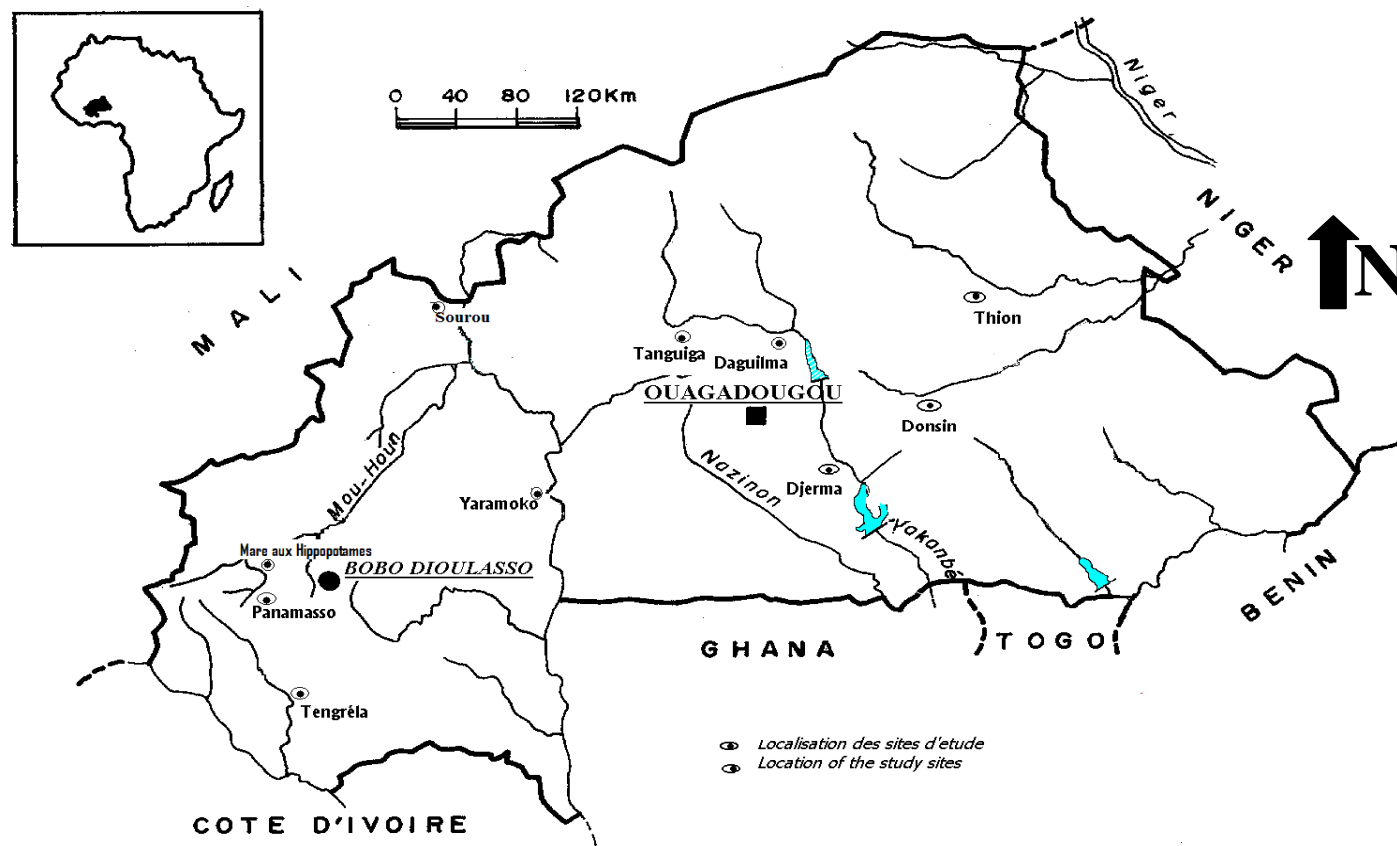 0 40 80 120Km
Niger
NIGER
N
MALI
Sourou
Thion
Tanguiga
Daguilma
OUAGADOUGOU
Donsin
Mou-Houn
Nazinon
Djerma
Yaramoko
Yakanbé
Mare aux Hippopotames
BOBO DIOULASSO
Panamasso
BENIN
GHANA
TOGO
Tengréla
Localisation des sites d'etude
Location of the study sites
COTE D'IVOIRE